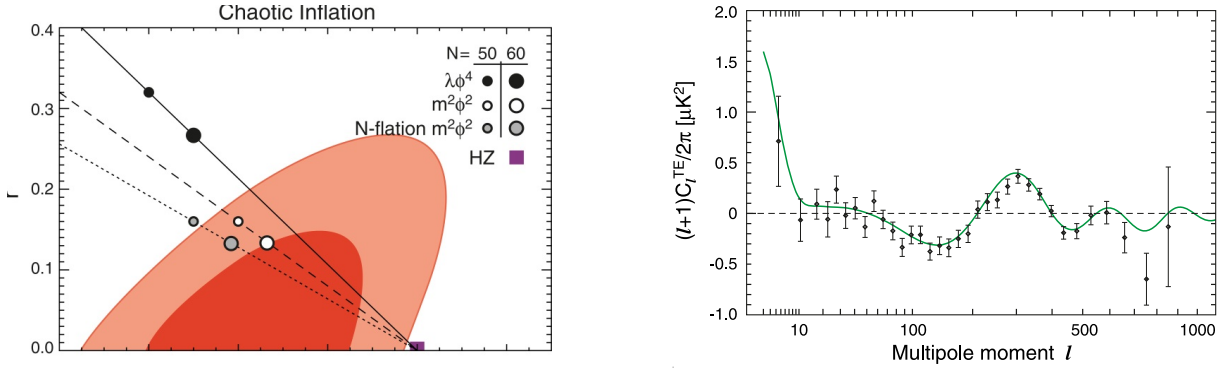 Chaotic Inflation
0.4
0.3
0.2
0.1
0.0
r
N= 50 60
λϕ⁴
m²ϕ²
N-flation m²ϕ²
HZ
2.0
1.5
1.0
0.5
0
-0.5
-1.0
(l+1)C_l^TE/2π [μK²]
10 100 500 1000
Multipole moment l